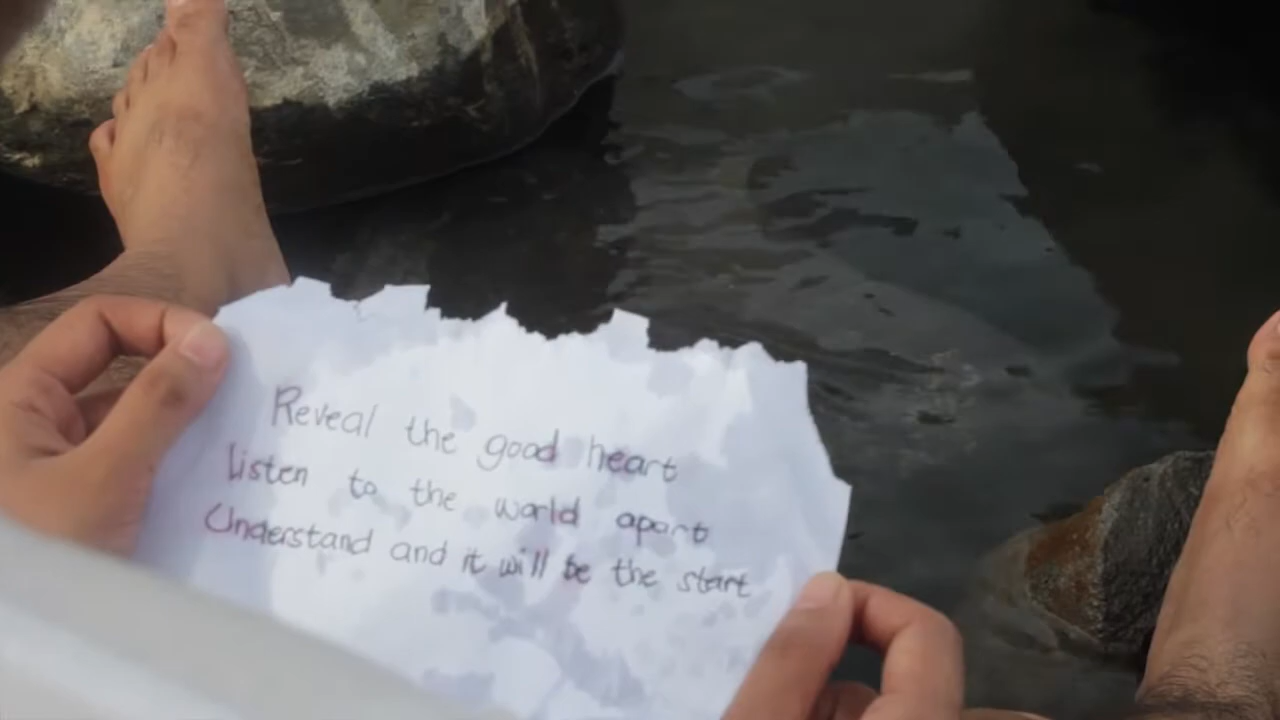 Reveal the good heart
Listen to the world apart
Understand and it will be the start